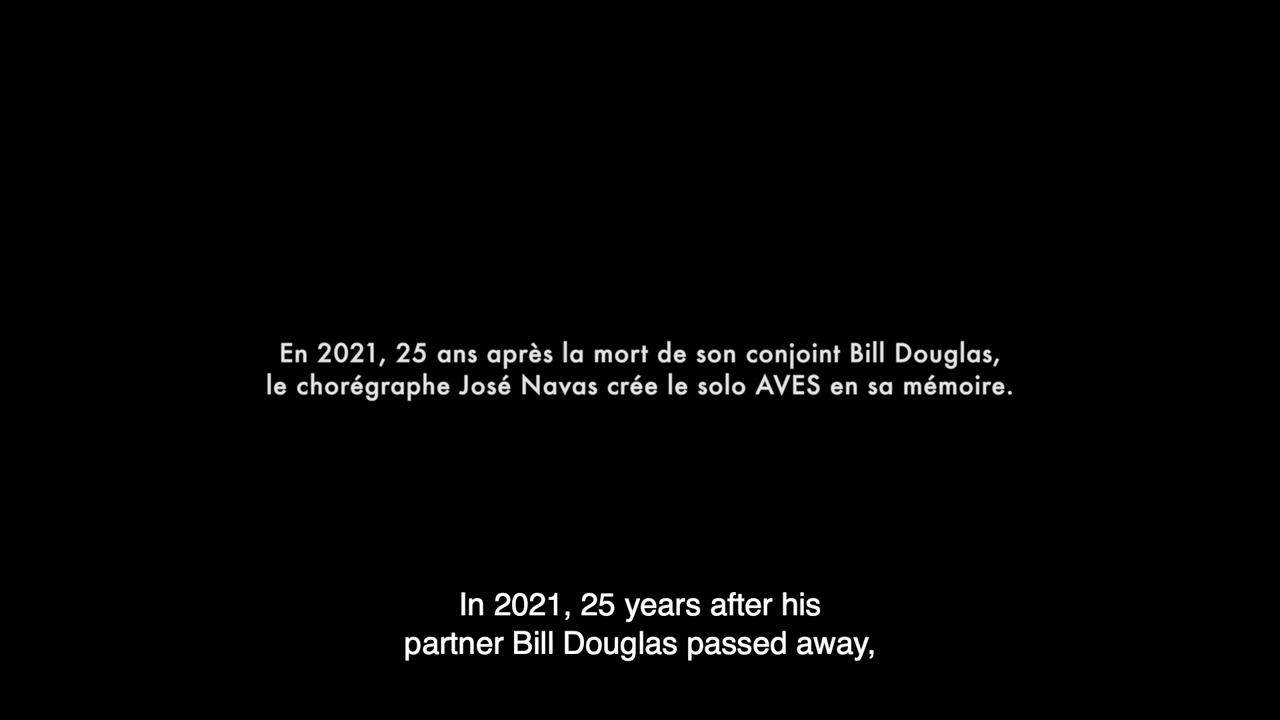 En 2021, 25 ans après la mort de son conjoint Bill Douglas,
le chorégraphe José Navas crée le solo AVES en sa mémoire.
In 2021, 25 years after his
partner Bill Douglas passed away,